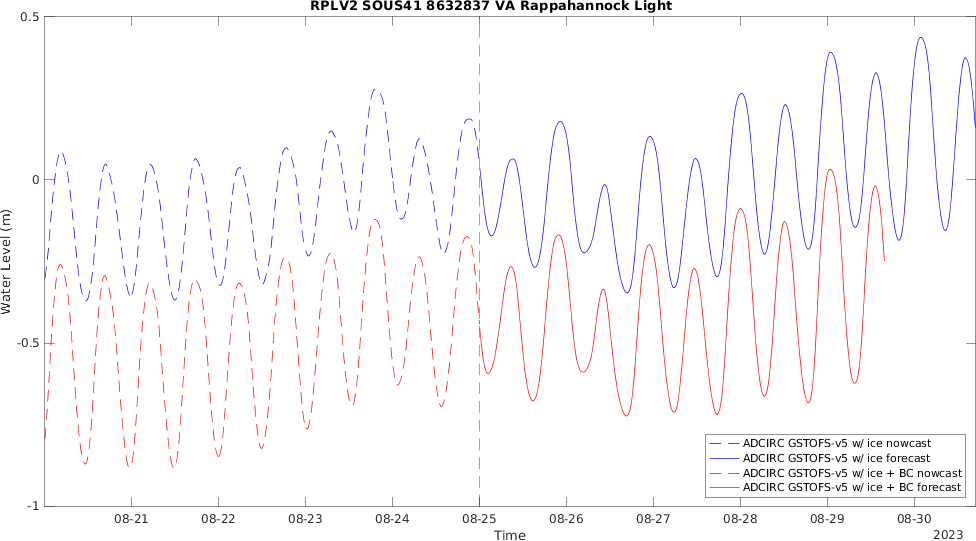 RPLV2 SOUS41 8632837 VA Rappahannock Light
Water Level (m)
0.5
0
-0.5
-1
08-21 08-22 08-23 08-24 08-25 08-26 08-27 08-28 08-29 08-30
Time
2023
ADCIRC GSTOFS-v5 w/ ice nowcast
ADCIRC GSTOFS-v5 w/ ice forecast
ADCIRC GSTOFS-v5 w/ ice + BC nowcast
ADCIRC GSTOFS-v5 w/ ice + BC forecast